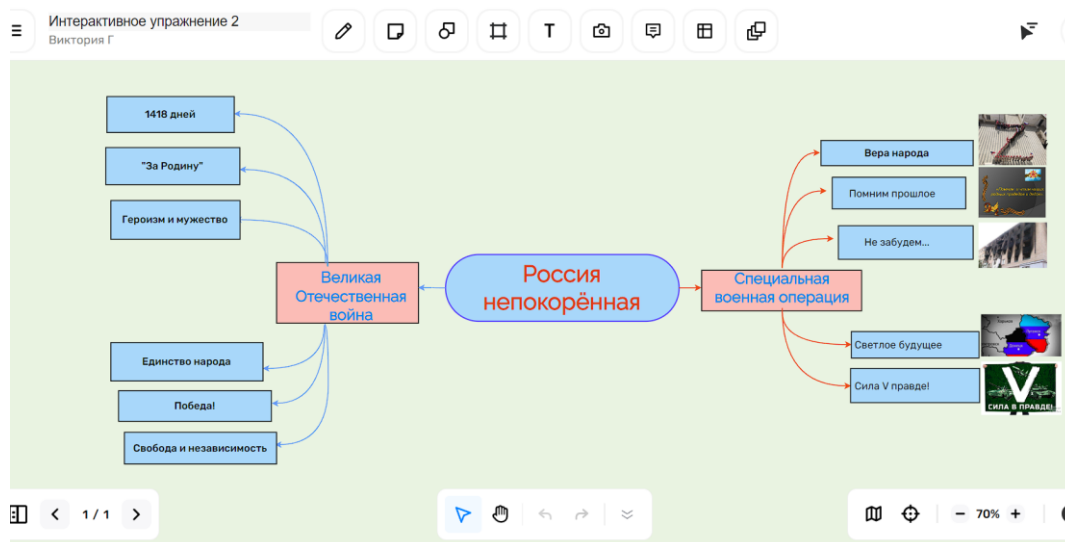 Интерактивное упражнение 2
Виктория Г
T
1418 дней
"За Родину"
Героизм и мужество
Великая
Отечественная
война
Единство народа
Победа!
Свобода и независимость
Россия
непокорённая
Специальная
военная операция
Вера народа
Помним прошлое
Не забудем...
Светлое будущее
Сила V правде!
V
СИЛА В ПРАВДЕ!
1 / 1
70%